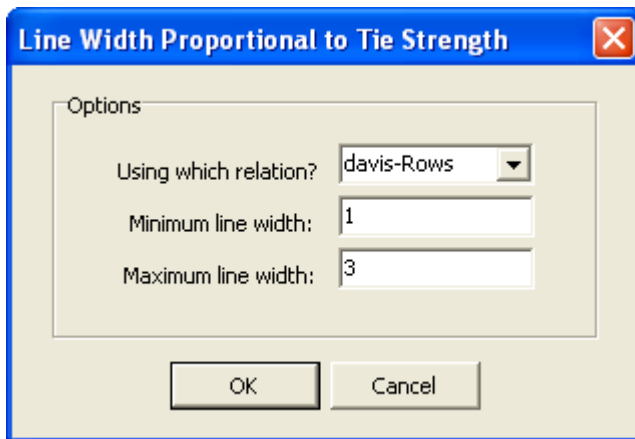 Line Width Proportional to Tie Strength
Options
Using which relation? davis-Rows
Minimum line width: 1
Maximum line width: 3
OK Cancel